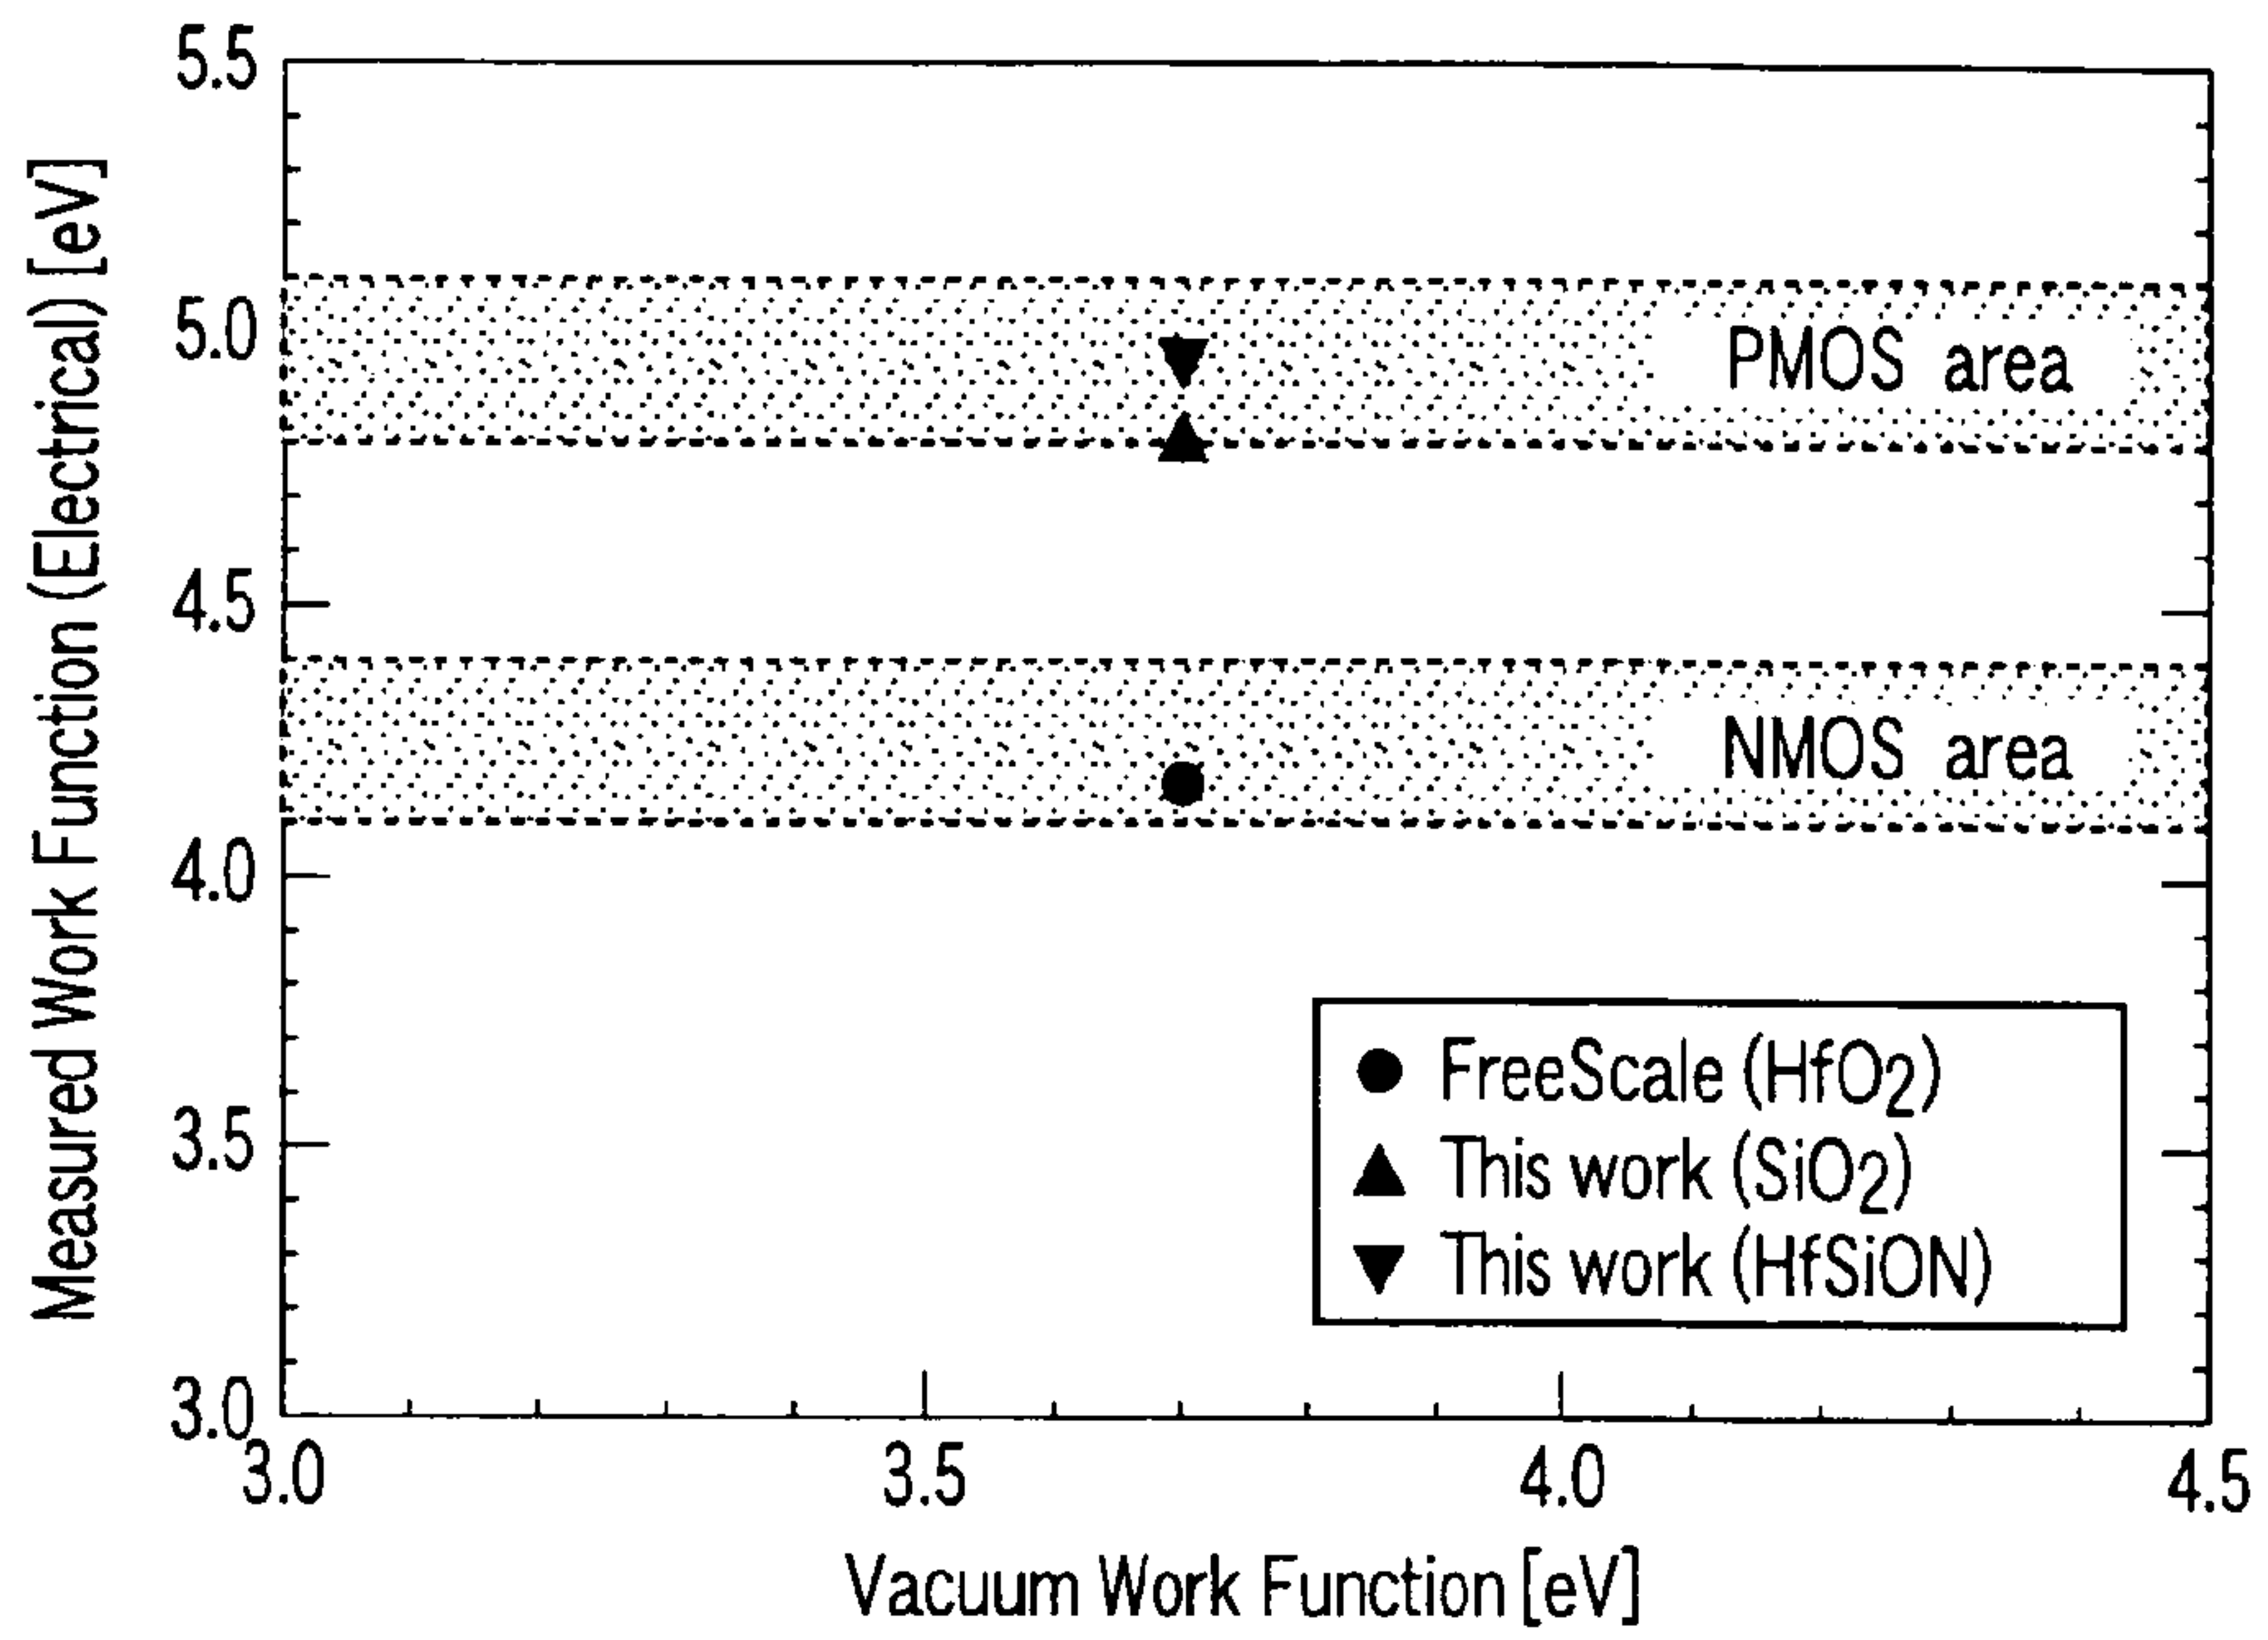 Measured Work Function (Electrical) [eV]
5.5
5.0
4.5
4.0
3.5
3.0
PMOS area
NMOS area
FreeScale (HfO2)
This work (SiO2)
This work (HfSiON)
3.0
3.5
4.0
4.5
Vacuum Work Function [eV]